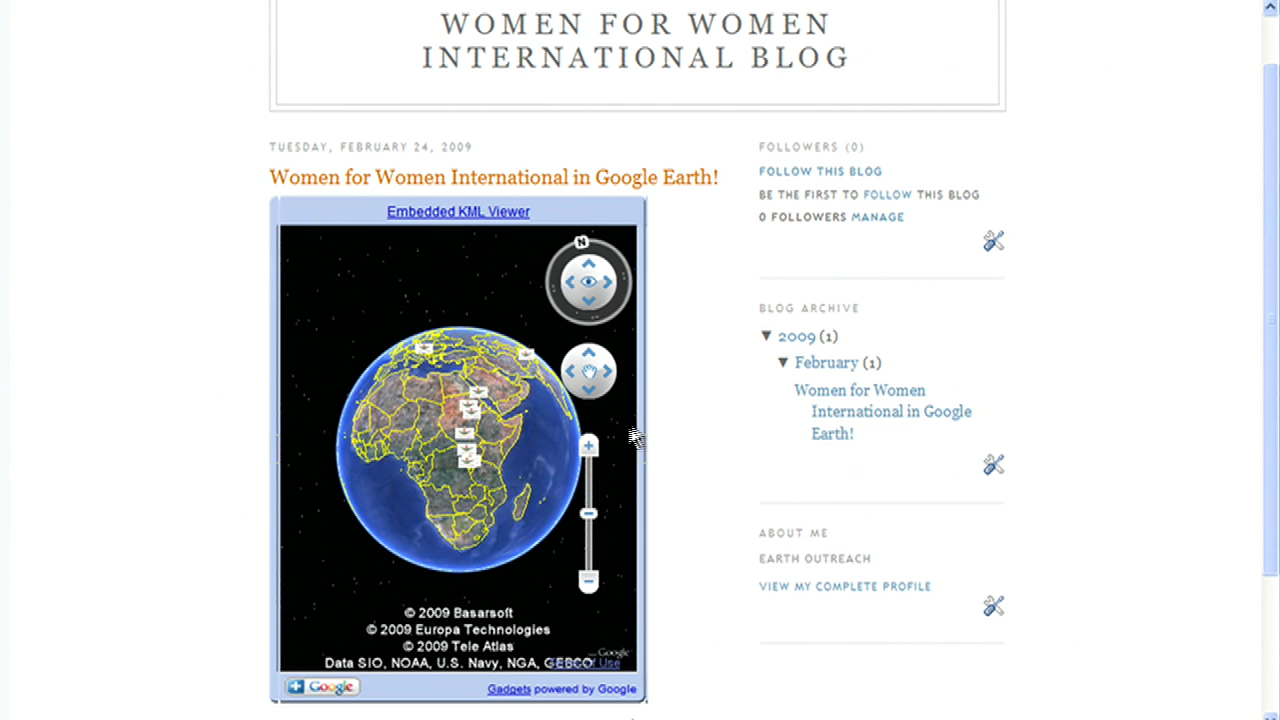 WOMEN FOR WOMEN
INTERNATIONAL BLOG
TUESDAY, FEBRUARY 24, 2009
Women for Women International in Google Earth!
Embedded KML Viewer
N
© 2009 Basarsoft
© 2009 Europa Technologies
© 2009 Tele Atlas
Google
Data SIO, NOAA, U.S. Navy, NGA, GEBCO
of Use
Google
Gadgets powered by Google
FOLLOWERS (0)
FOLLOW THIS BLOG
BE THE FIRST TO FOLLOW THIS BLOG
0 FOLLOWERS MANAGE
BLOG ARCHIVE
▼ 2009 (1)
▼ February (1)
Women for Women
International in Google
Earth!
ABOUT ME
EARTH OUTREACH
VIEW MY COMPLETE PROFILE